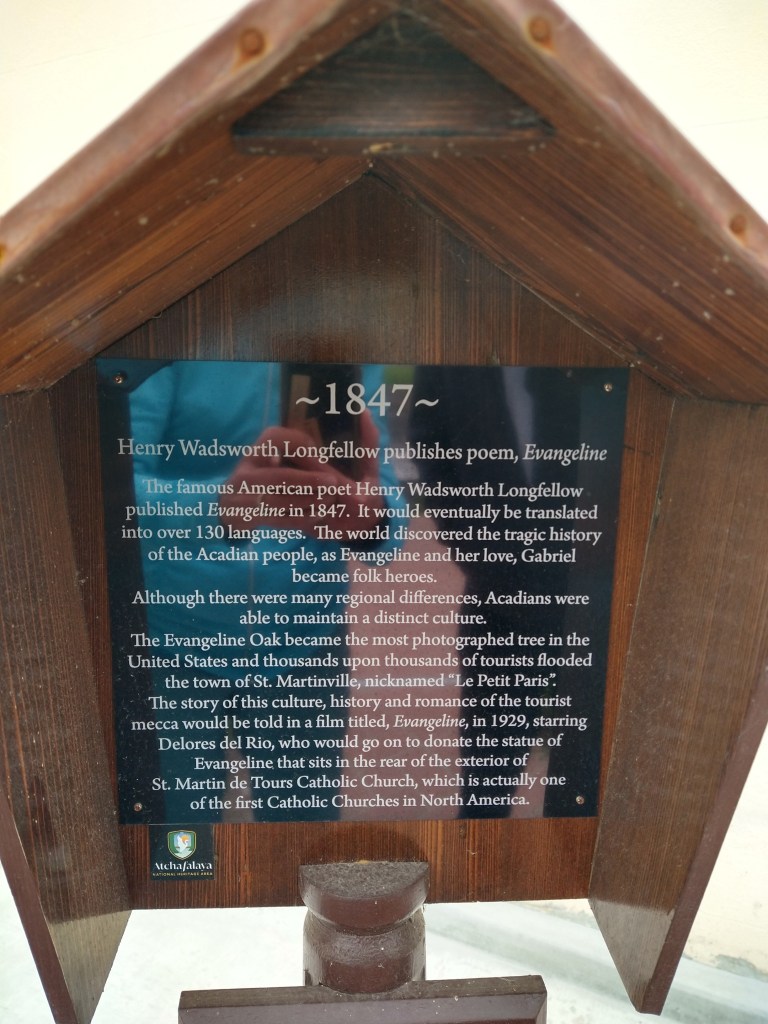 ~1847~
Henry Wadsworth Longfellow publishes poem, Evangeline
The famous American poet Henry Wadsworth Longfellow
published Evangeline in 1847. It would eventually be translated
into over 130 languages. The world discovered the tragic history
of the Acadian people, as Evangeline and her love, Gabriel
became folk heroes.
Although there were many regional differences, Acadians were
able to maintain a distinct culture.
The Evangeline Oak became the most photographed tree in the
United States and thousands upon thousands of tourists flooded
the town of St. Martinville, nicknamed “Le Petit Paris”.
The story of this culture, history and romance of the tourist
mecca would be told in a film titled, Evangeline, in 1929, starring
Delores del Rio, who would go on to donate the statue of
Evangeline that sits in the rear of the exterior of
St. Martin de Tours Catholic Church, which is actually one
of the first Catholic Churches in North America.
Atchafalaya
NATIONAL HERITAGE AREA